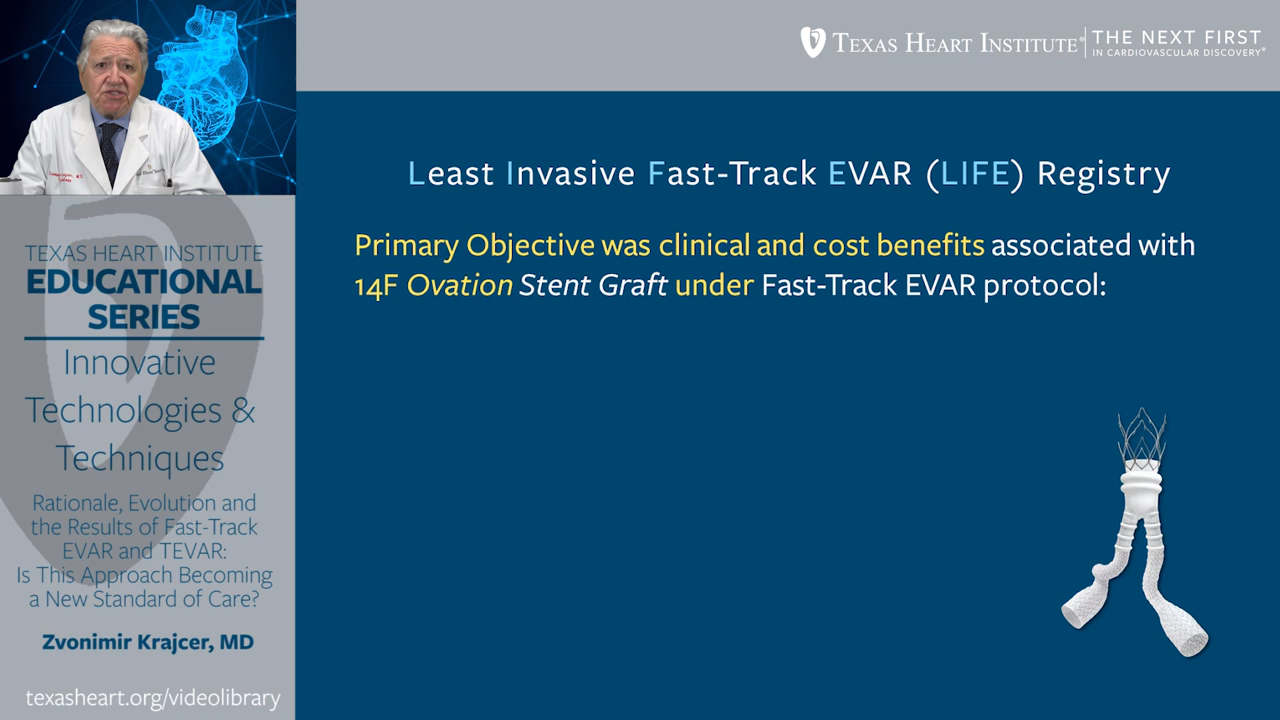 TEXAS HEART INSTITUTE® THE NEXT FIRST
IN CARDIOVASCULAR DISCOVERY®
TEXAS HEART INSTITUTE
EDUCATIONAL
SERIES
Innovative
Technologies &
Techniques
Rationale, Evolution and
the Results of Fast-Track
EVAR and TEVAR:
Is This Approach Becoming
a New Standard of Care?
Zvonimir Krajcer, MD
texasheart.org/videolibrary
Least Invasive Fast-Track EVAR (LIFE) Registry
Primary Objective was clinical and cost benefits associated with
14F Ovation Stent Graft under Fast-Track EVAR protocol: